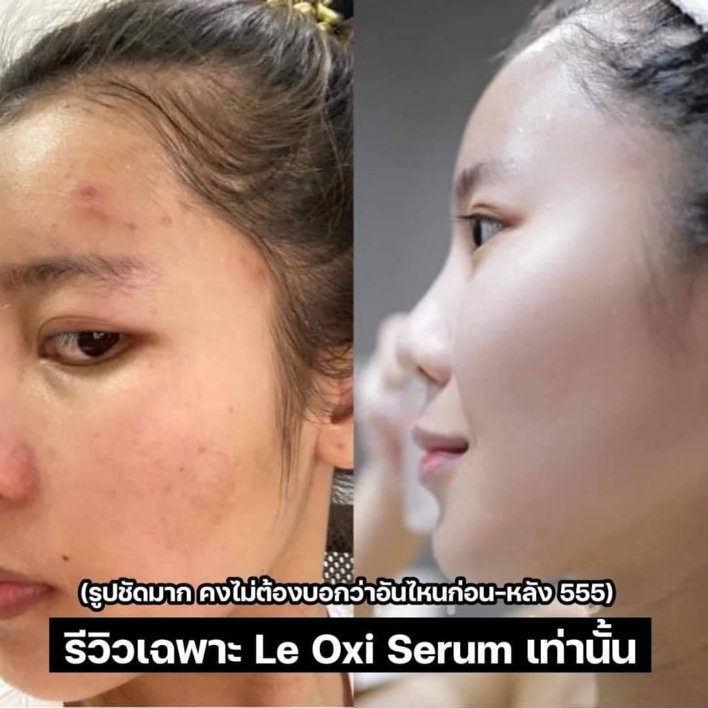 (รูปชัดมาก คงไม่ต้องบอกว่าอันไหนก่อน-หลัง 555)
รีวิวเฉพาะ Le Oxi Serum เท่านั้น